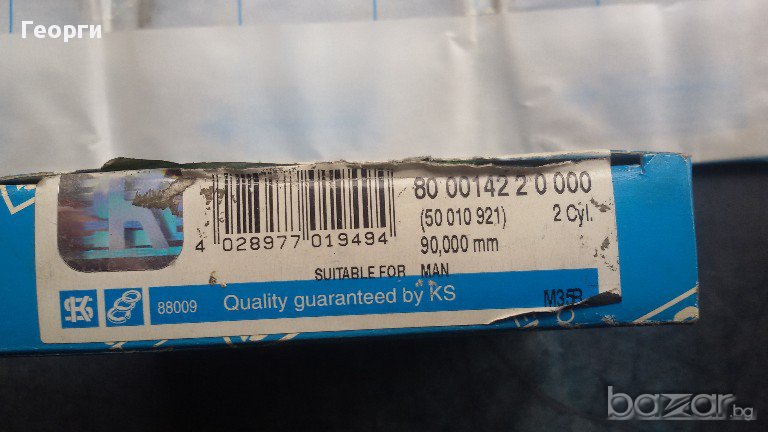 Георги
80 00142 2 0 000
(50 010 921) 2 Cyl.
90,000 mm
4 028977 019494
SUITABLE FOR MAN
KS 88009 Quality guaranteed by KS
bazar.bg